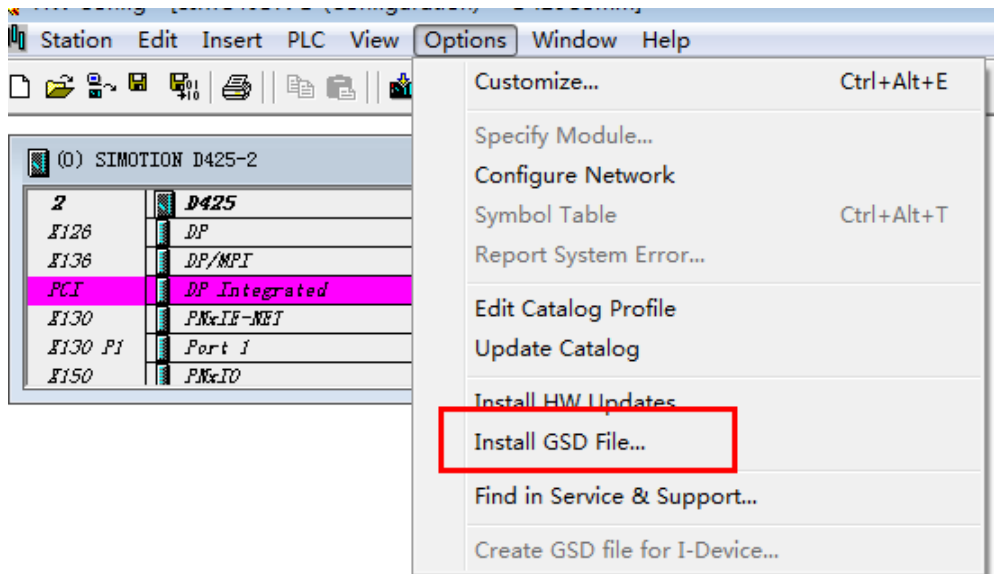 Station Edit Insert PLC View Options Window Help
Customize... Ctrl+Alt+E
Specify Module...
Configure Network
Symbol Table Ctrl+Alt+T
Report System Error...
Edit Catalog Profile
Update Catalog
Install HW Updates
Install GSD File...
Find in Service & Support...
Create GSD file for I-Device...
(0) SIMOTION D425-2
2 D425
X126 DP
X136 DP/MPI
PCI DP Integrated
X130 PNxIE-NET
X130 P1 Port 1
X150 PNxIO